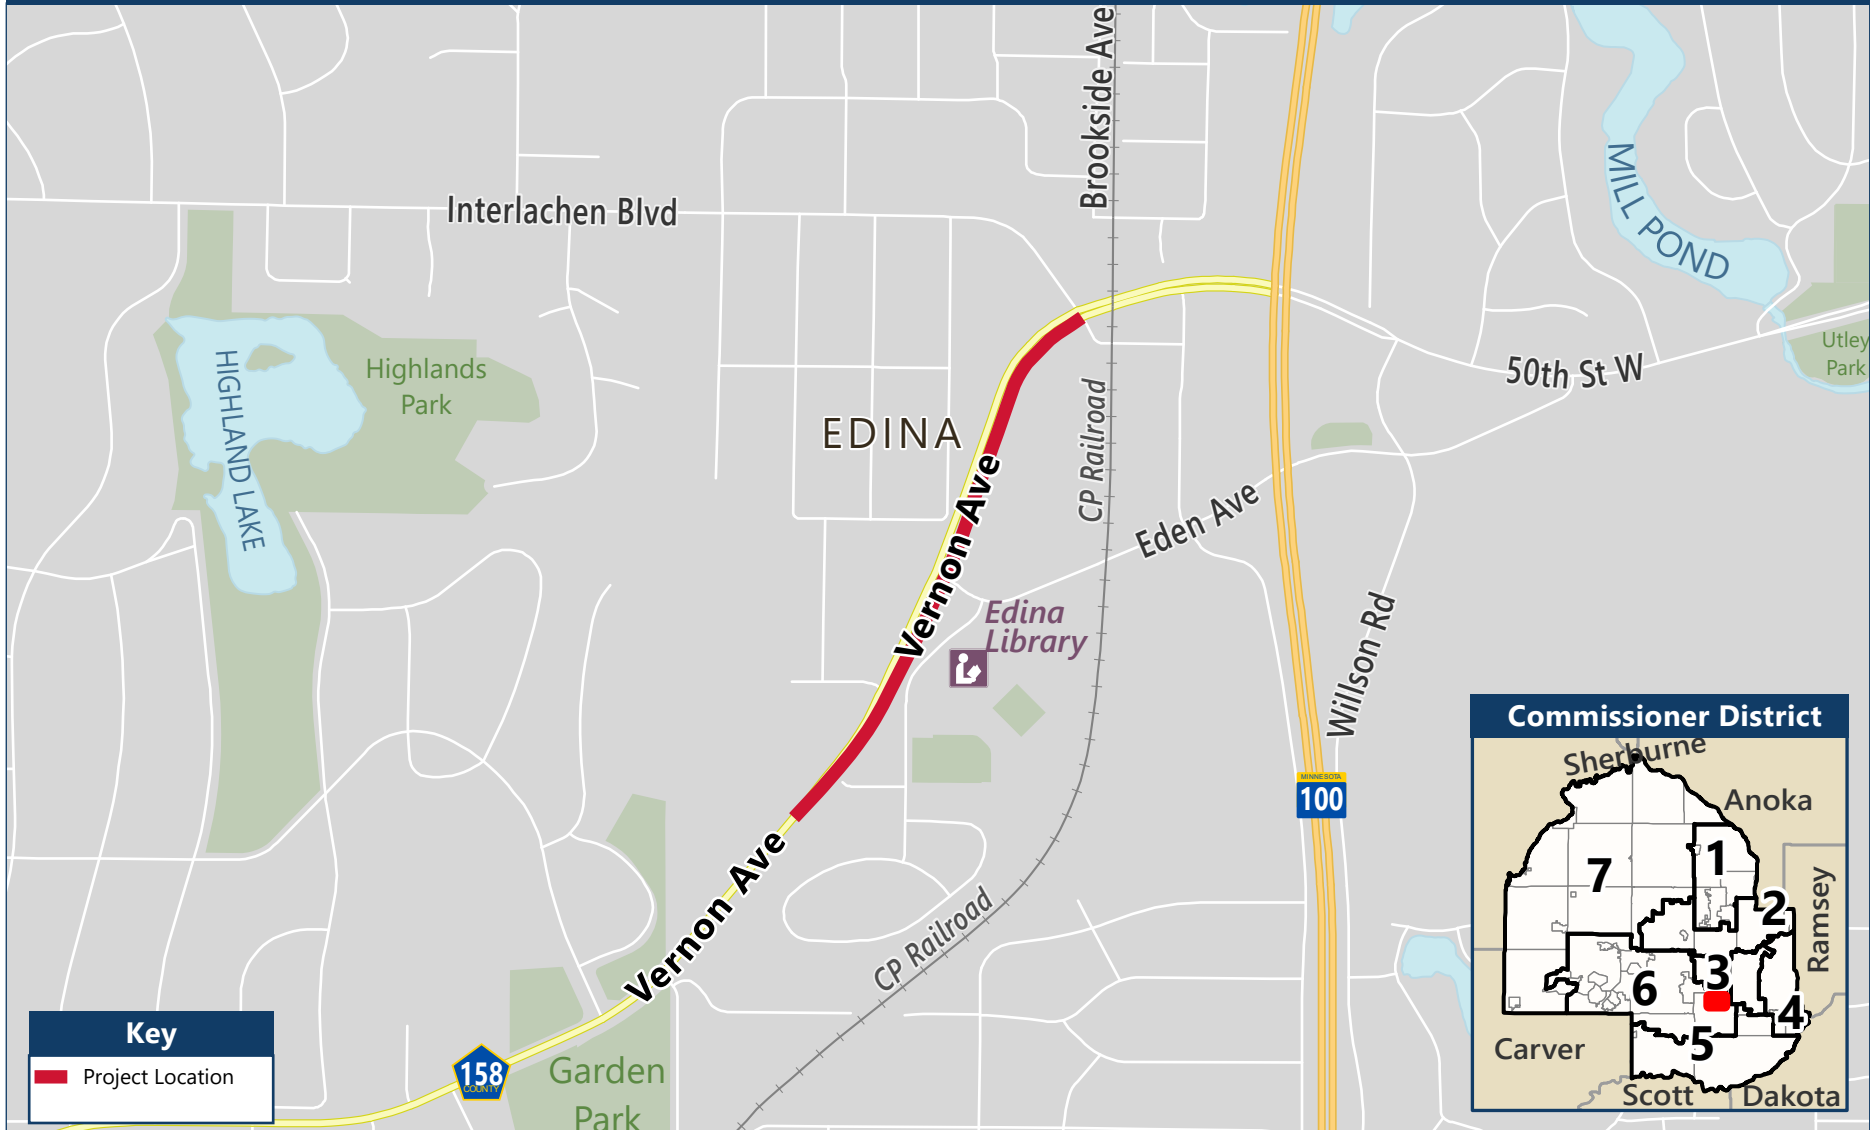 Brookside Ave
Interlachen Blvd
MILL POND
Utley
Park
50th St W
Highlands
Park
HIGHLAND LAKE
EDINA
CP Railroad
Vernon Ave
Eden Ave
Edina
Library
Willson Rd
MINNESOTA
100
Vernon Ave
CP Railroad
158
COUNTY
Garden
Park
Key
Project Location
Commissioner District
Sherburne
Anoka
7
1
2
Ramsey
3
6
4
5
Carver
Scott
Dakota